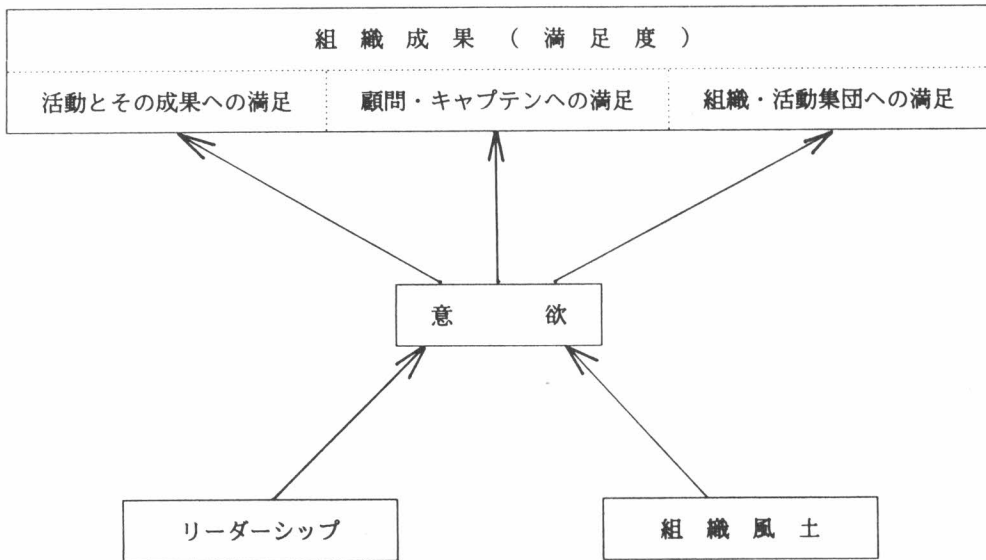 組織成果(満足度)
活動とその成果への満足 顧問・キャプテンへの満足 組織・活動集団への満足
意欲
リーダーシップ 組織風土